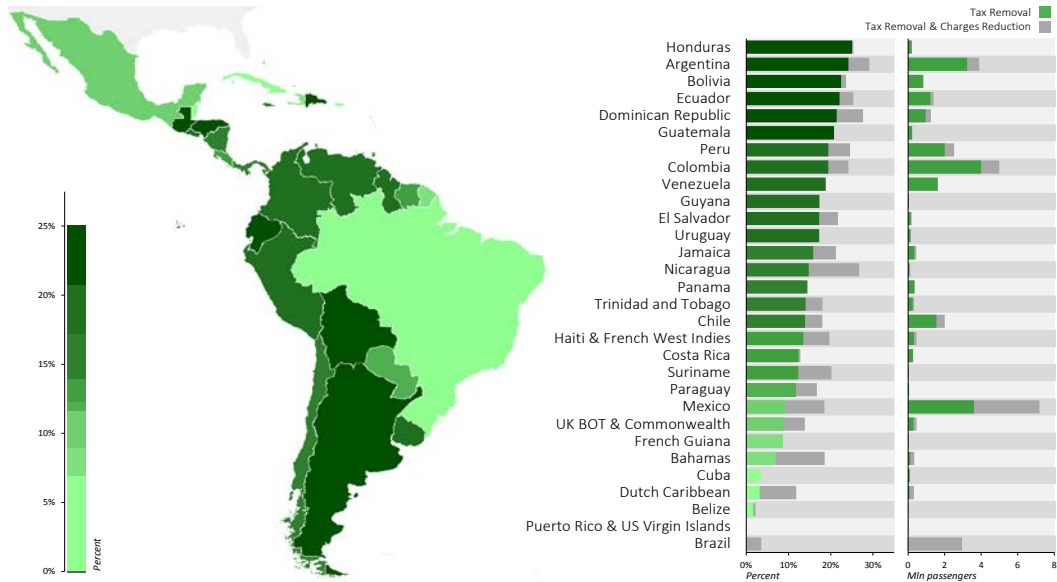 Tax Removal
Tax Removal & Charges Reduction
Honduras
Argentina
Bolivia
Ecuador
Dominican Republic
Guatemala
Peru
Colombia
Venezuela
Guyana
El Salvador
Uruguay
Jamaica
Nicaragua
Panama
Trinidad and Tobago
Chile
Haiti & French West Indies
Costa Rica
Suriname
Paraguay
Mexico
UK BOT & Commonwealth
French Guiana
Bahamas
Cuba
Dutch Caribbean
Belize
Puerto Rico & US Virgin Islands
Brazil
25%
20%
15%
10%
5%
0%
Percent
0% 10% 20% 30%
Percent
0 2 4 6 8
Mln passengers